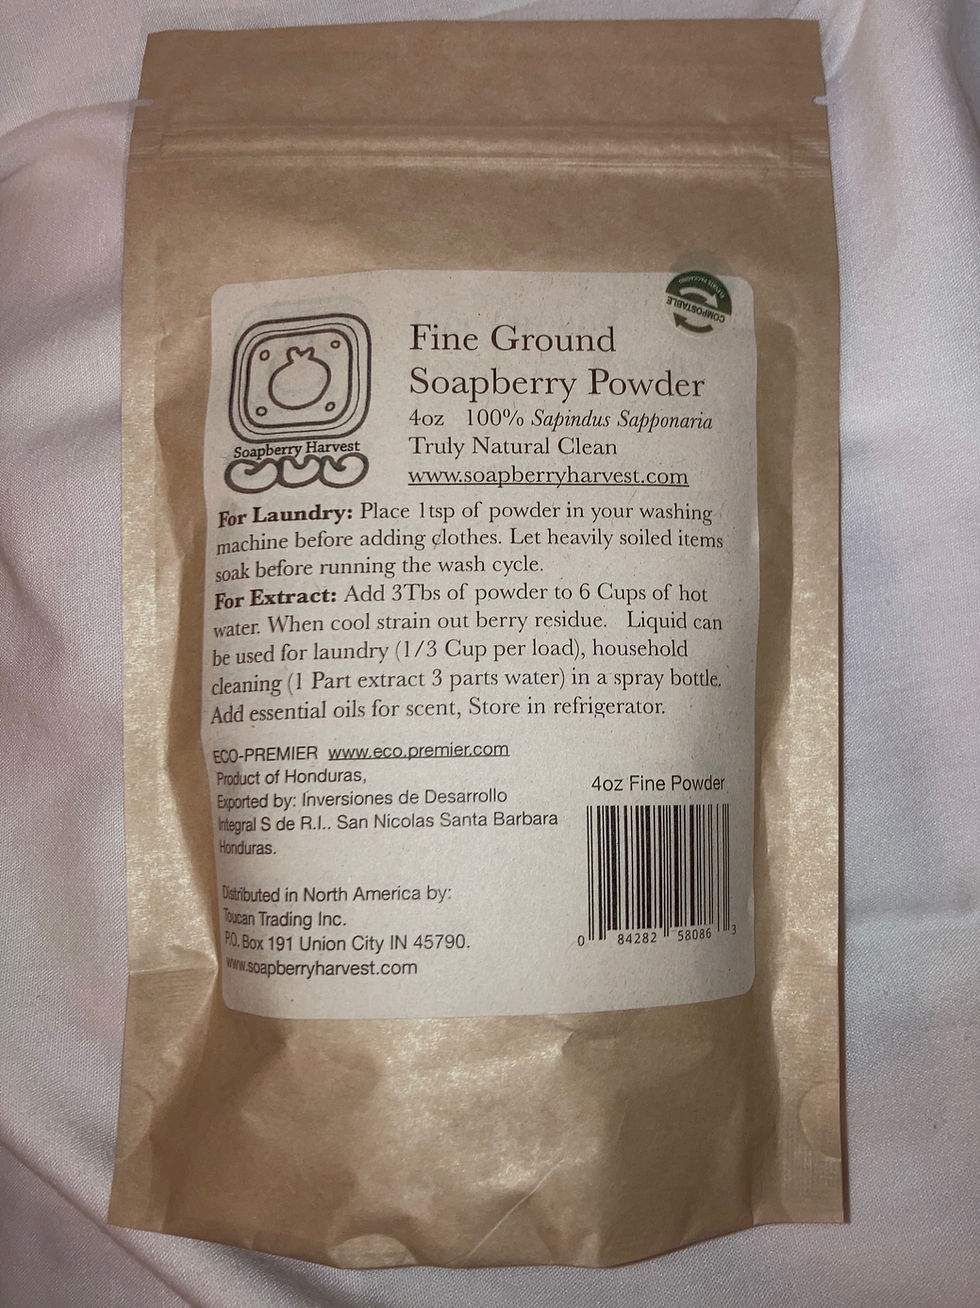 COMPOSTABLE
Fine Ground
Soapberry Powder
4oz 100% Sapindus Sapponaria
Truly Natural Clean
www.soapberryharvest.com
Soapberry Harvest
For Laundry: Place 1tsp of powder in your washing
machine before adding clothes. Let heavily soiled items
soak before running the wash cycle.
For Extract: Add 3Tbs of powder to 6 Cups of hot
water. When cool strain out berry residue. Liquid can
be used for laundry (1/3 Cup per load), household
cleaning (1 Part extract 3 parts water) in a spray bottle.
Add essential oils for scent, Store in refrigerator.
ECO-PREMIER www.eco.premier.com
Product of Honduras,
Exported by: Inversiones de Desarrollo
Integral S de R.l.. San Nicolas Santa Barbara
Honduras.
4oz Fine Powder
0 84282 58086 3
Distributed in North America by:
Toucan Trading Inc.
P.O. Box 191 Union City IN 45790.
www.soapberryharvest.com